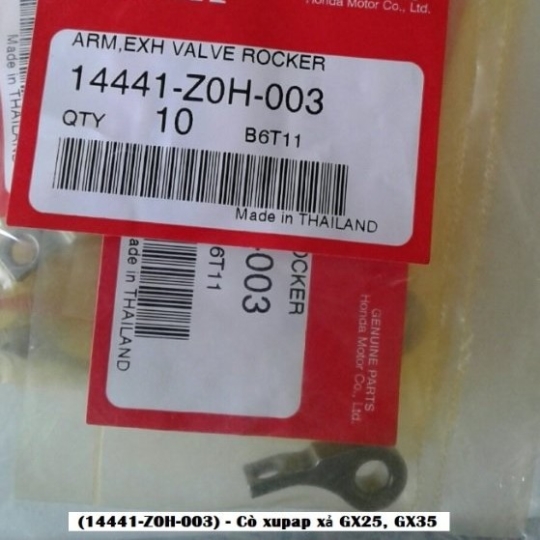 Honda Motor Co., Ltd.
Made in THAILAND
ARM,EXH VALVE ROCKER
14441-Z0H-003
QTY 10 B6T11
Made in THAILAND
ROCKER
-003
6T11
ade in THAILAND
GENUINE PARTS
Honda Motor Co., Ltd.
(14441-Z0H-003) - Cò xupap xả GX25, GX35